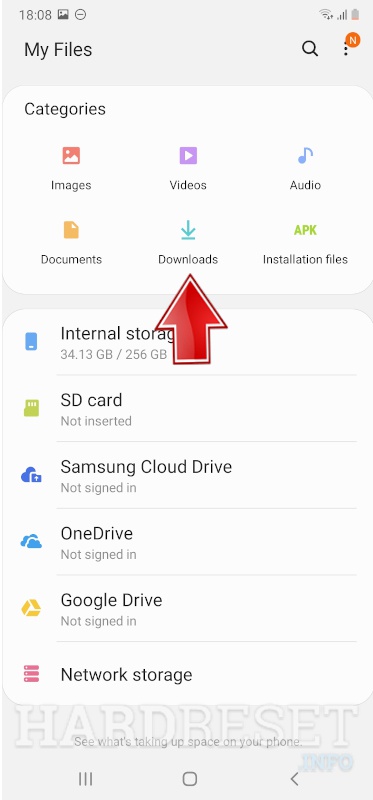 18:08
My Files
N
Categories
Images Videos Audio
Documents Downloads APK Installation files
Internal storag
34.13 GB / 256 GB
SD card
Not inserted
Samsung Cloud Drive
Not signed in
OneDrive
Not signed in
Google Drive
Not signed in
Network storage
HARDRESET
See what's taking up space on your phone.
.INFO